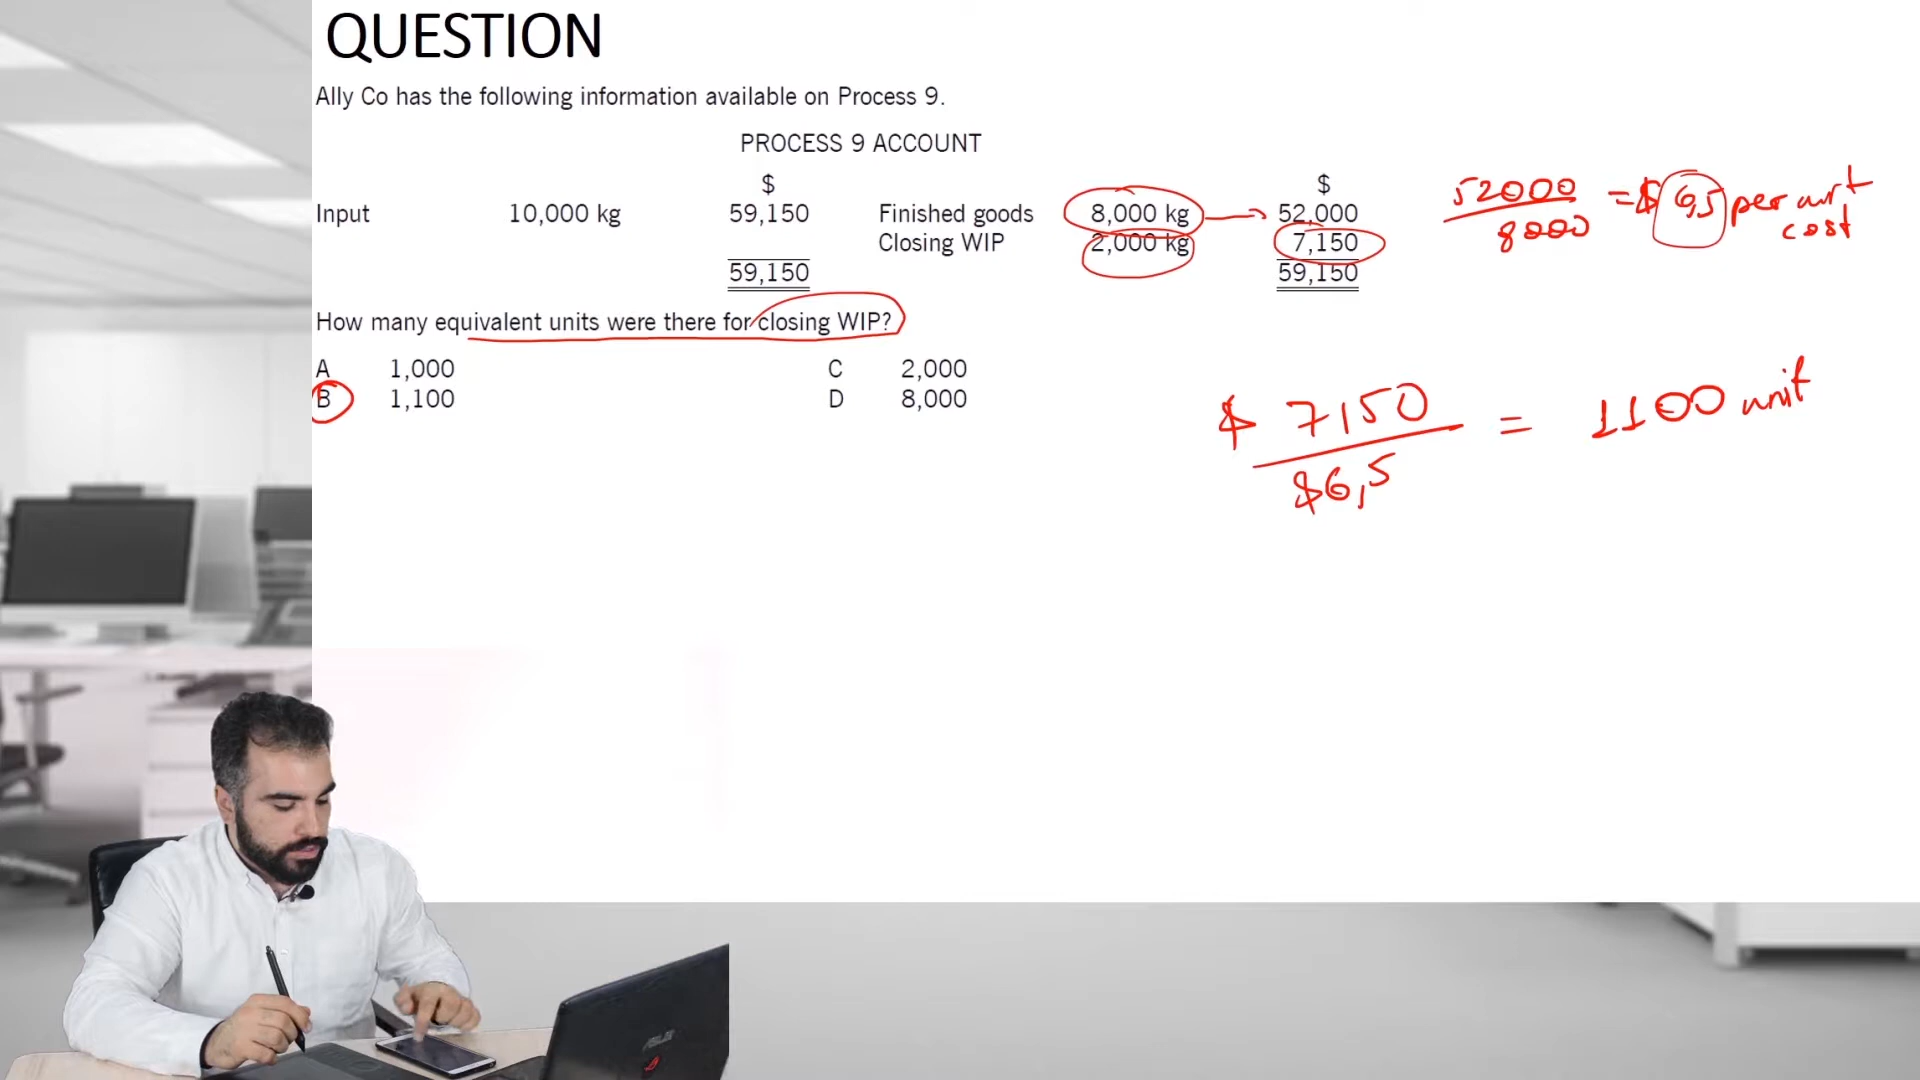 QUESTION
Ally Co has the following information available on Process 9.
PROCESS 9 ACCOUNT
$ $
Input 10,000 kg 59,150 Finished goods 8,000 kg 52,000
Closing WIP 2,000 kg 7,150
59,150 59,150
52000
8000
= $ 6,5 per unit
cost
How many equivalent units were there for closing WIP?
A 1,000 C 2,000
B 1,100 D 8,000
$ 7150
$6,5
= 1100 unit
ASUS